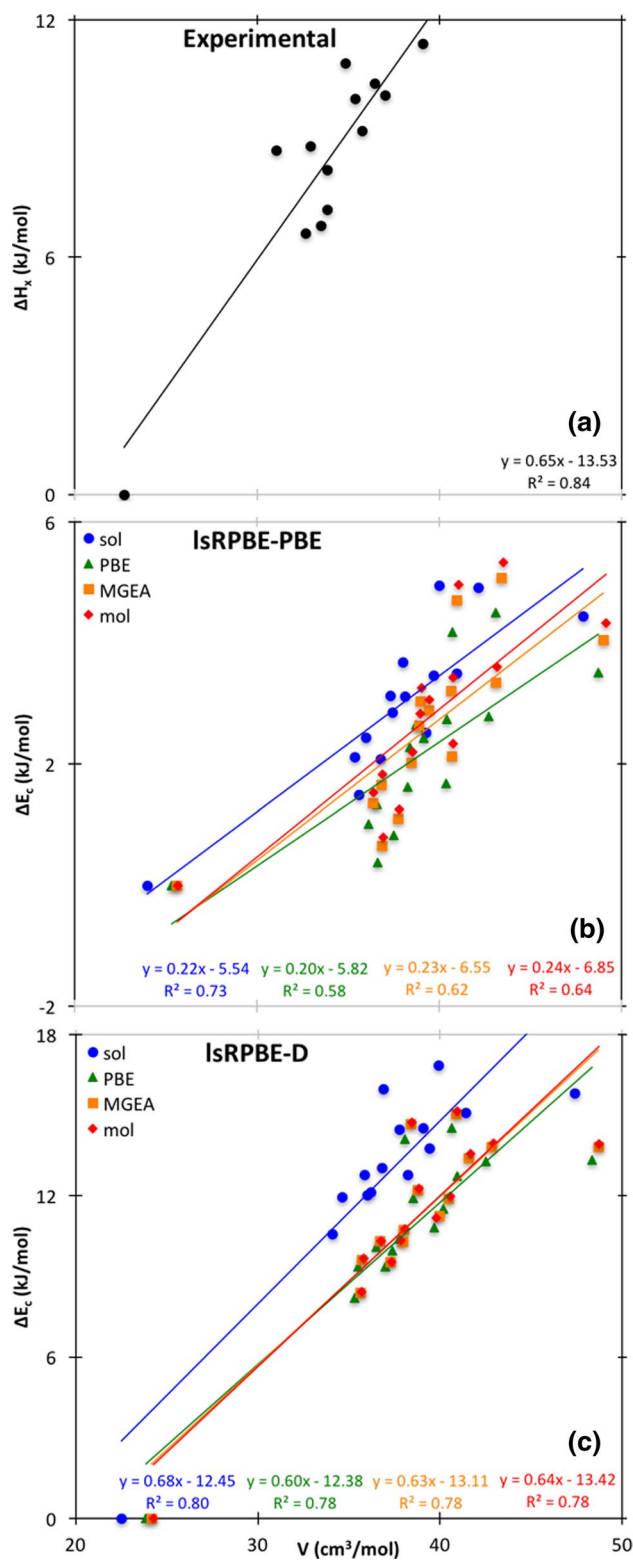 12
Experimental
ΔHₓ (kJ/mol)
6
(a)
y = 0.65x - 13.53
R² = 0.84
0
6
lsRPBE-PBE
sol
PBE
MGEA
mol
ΔE꜀ (kJ/mol)
2
(b)
y = 0.22x - 5.54 y = 0.20x - 5.82 y = 0.23x - 6.55 y = 0.24x - 6.85
R² = 0.73 R² = 0.58 R² = 0.62 R² = 0.64
-2
18
lsRPBE-D
sol
PBE
MGEA
mol
12
ΔE꜀ (kJ/mol)
6
(c)
y = 0.68x - 12.45 y = 0.60x - 12.38 y = 0.63x - 13.11 y = 0.64x - 13.42
R² = 0.80 R² = 0.78 R² = 0.78 R² = 0.78
0
20 30 40 50
V (cm³/mol)